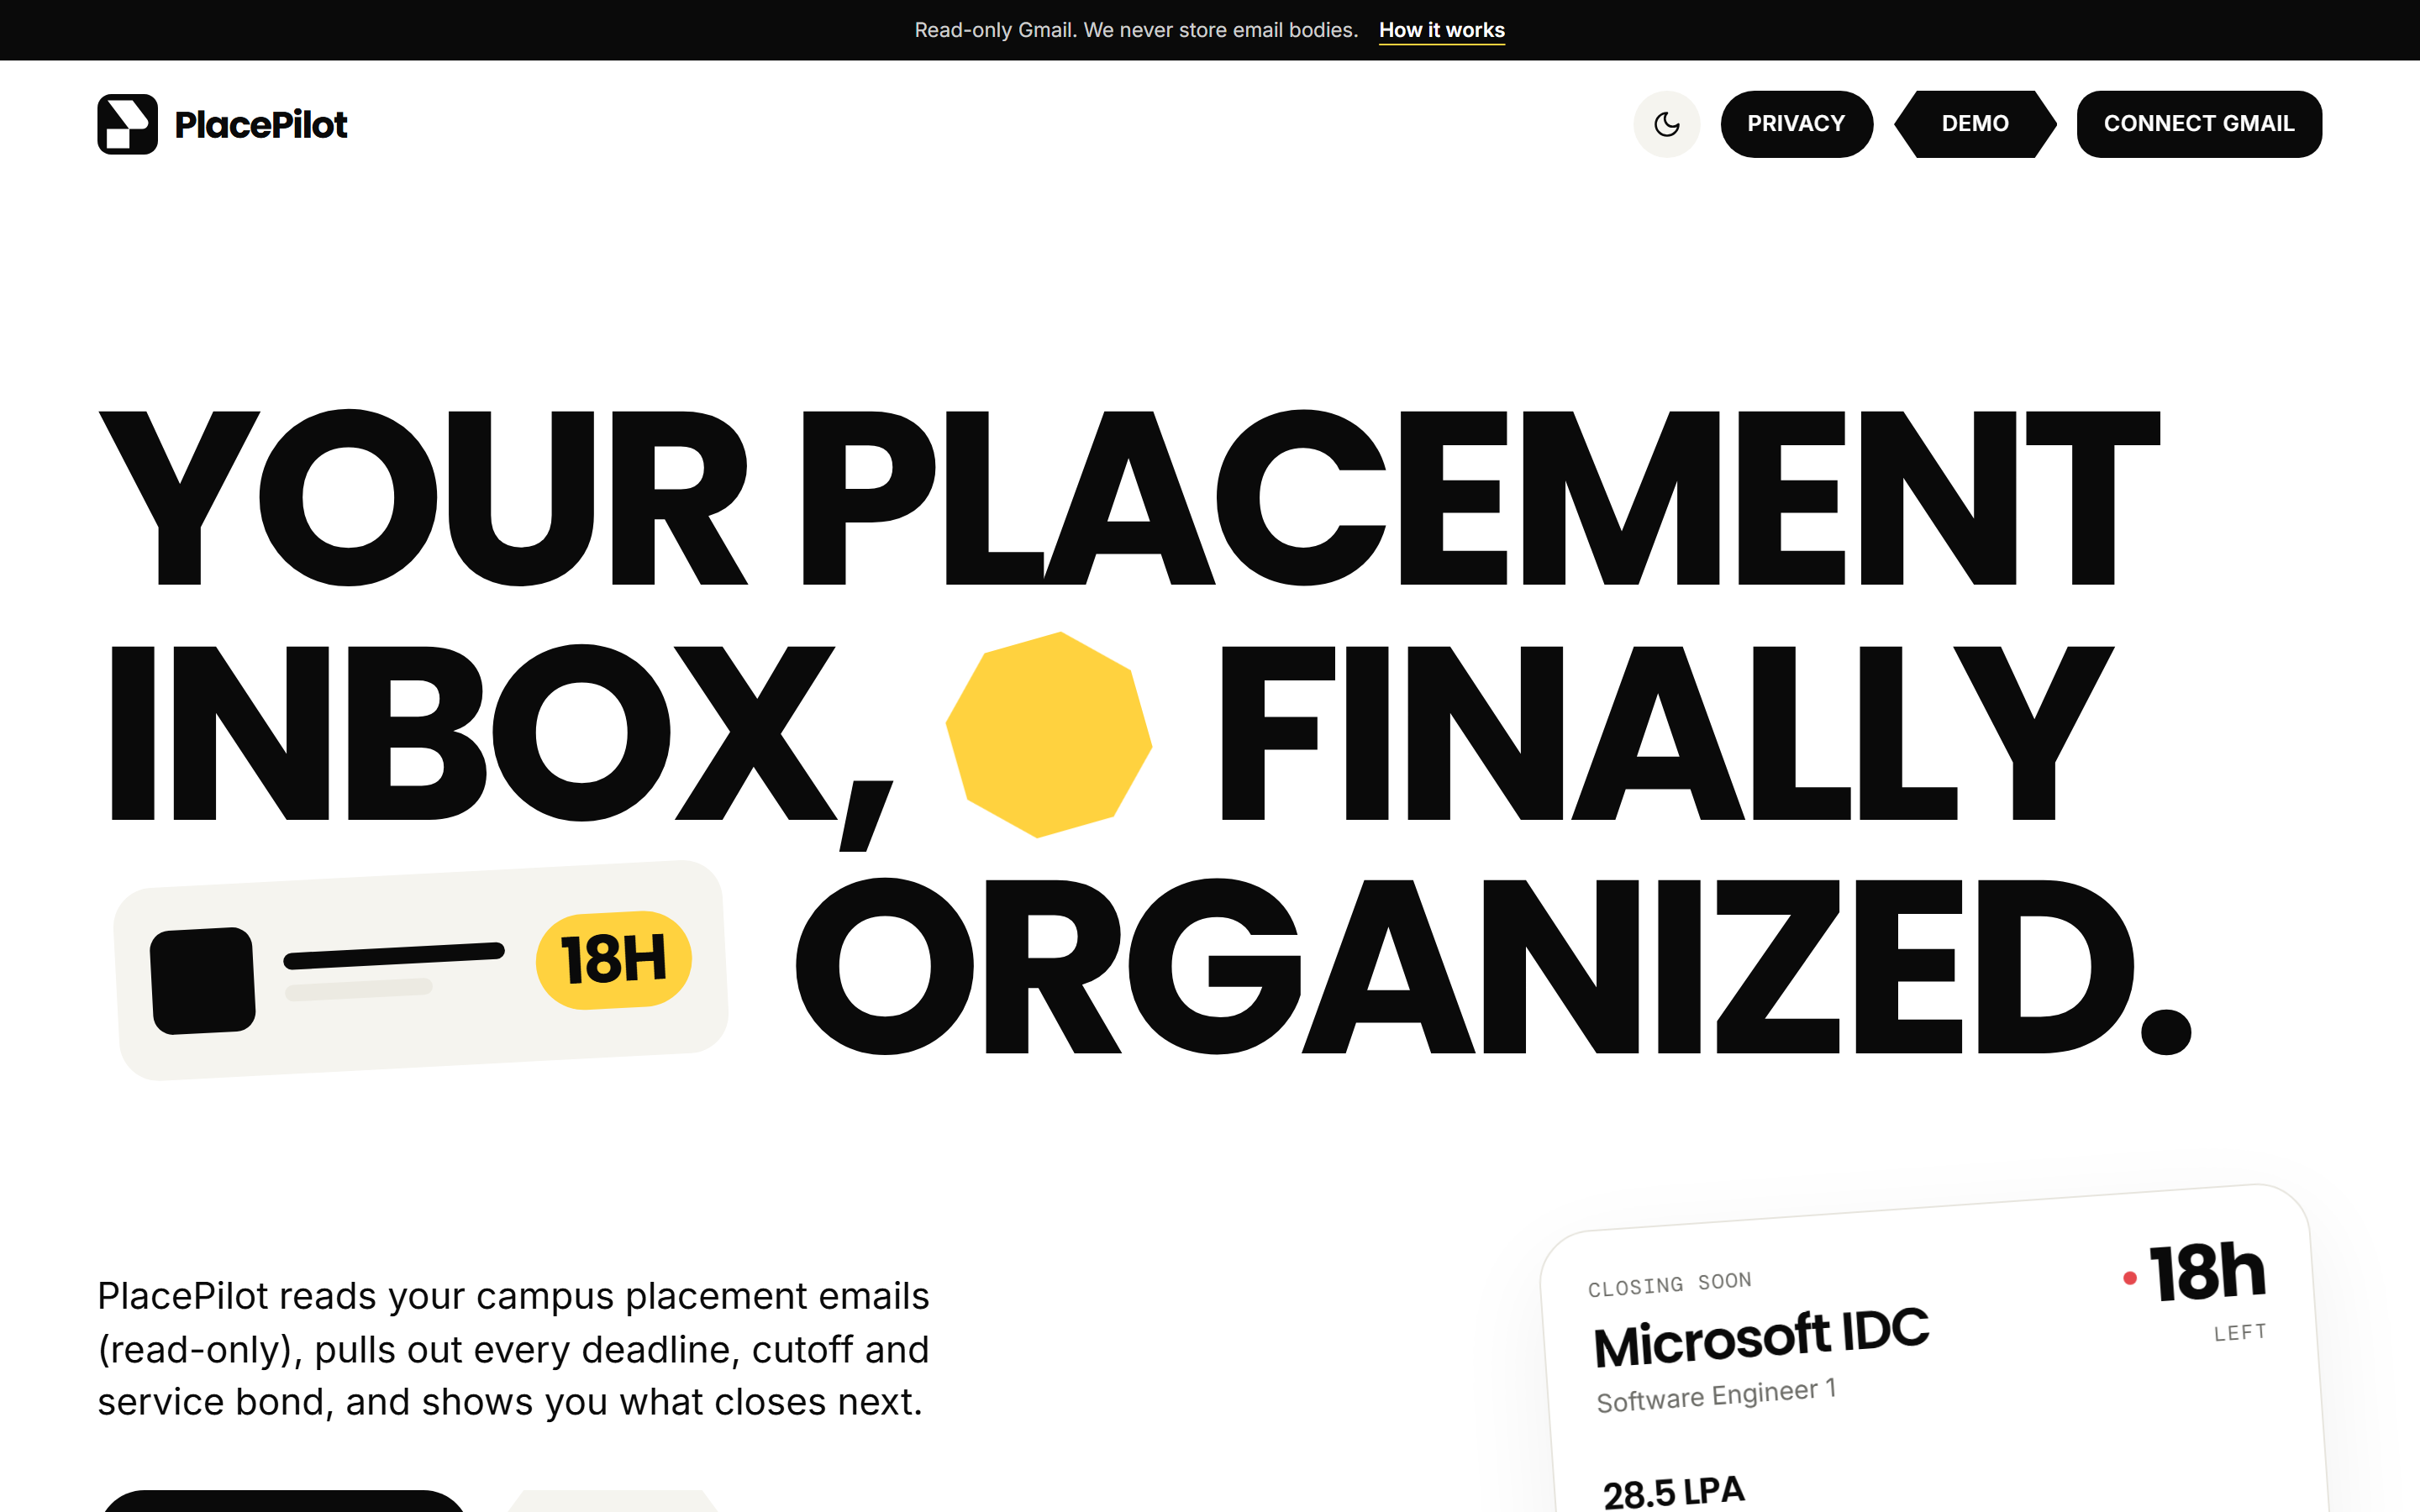 Read-only Gmail. We never store email bodies. How it works
PlacePilot
PRIVACY
DEMO
CONNECT GMAIL
YOUR PLACEMENT
INBOX, FINALLY
18H ORGANIZED.
PlacePilot reads your campus placement emails
(read-only), pulls out every deadline, cutoff and
service bond, and shows you what closes next.
CLOSING SOON
18h
LEFT
Microsoft IDC
Software Engineer 1
28.5 LPA